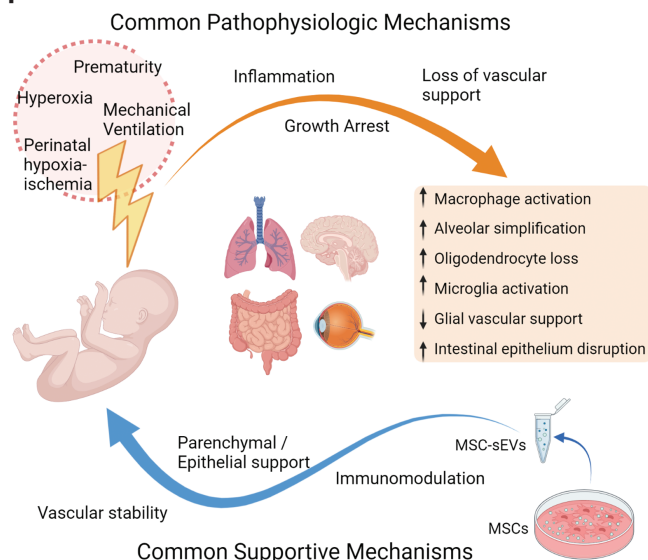 Common Pathophysiologic Mechanisms
Prematurity
Hyperoxia
Mechanical
Ventilation
Perinatal
hypoxia-
ischemia
Inflammation
Growth Arrest
Loss of vascular
support
↑ Macrophage activation
↑ Alveolar simplification
↑ Oligodendrocyte loss
↑ Microglia activation
↓ Glial vascular support
↑ Intestinal epithelium disruption
MSC-sEVs
MSCs
Parenchymal /
Epithelial support
Immunomodulation
Vascular stability
Common Supportive Mechanisms